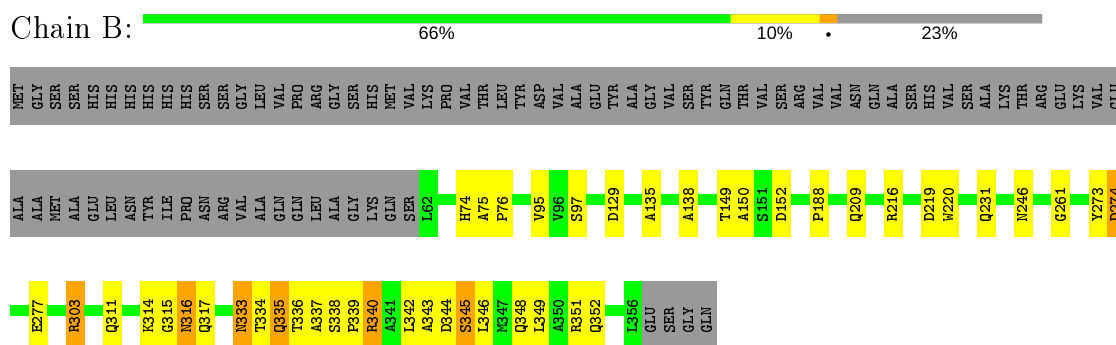 Chain B:
66% 10% • 23%
MET GLY SER SER HIS HIS HIS HIS HIS HIS SER SER GLY LEU VAL PRO ARG GLY SER HIS MET VAL LYS PRO VAL THR LEU TYR ASP VAL ALA GLU TYR ALA GLY VAL SER TYR GLN THR VAL SER ARG VAL VAL ASN GLN ALA SER HIS VAL SER ALA LYS THR ARG GLU LYS VAL GLU
ALA ALA MET ALA GLU LEU ASN TYR ILE PRO ASN ARG VAL ALA GLN GLN LEU ALA GLY LYS GLN SER L62 H74 A75 P76 V95 V96 S97 D129 A135 A138 T149 A150 S151 D152 P188 Q209 R216 D219 W220 Q231 N246 G261 Y273 D274
E277 R303 Q311 K314 G315 N316 Q317 N333 T334 Q335 T336 A337 S338 P339 R340 A341 L342 A343 D344 S345 L346 M347 Q348 L349 A350 R351 Q352 L356 GLU SER GLY GLN